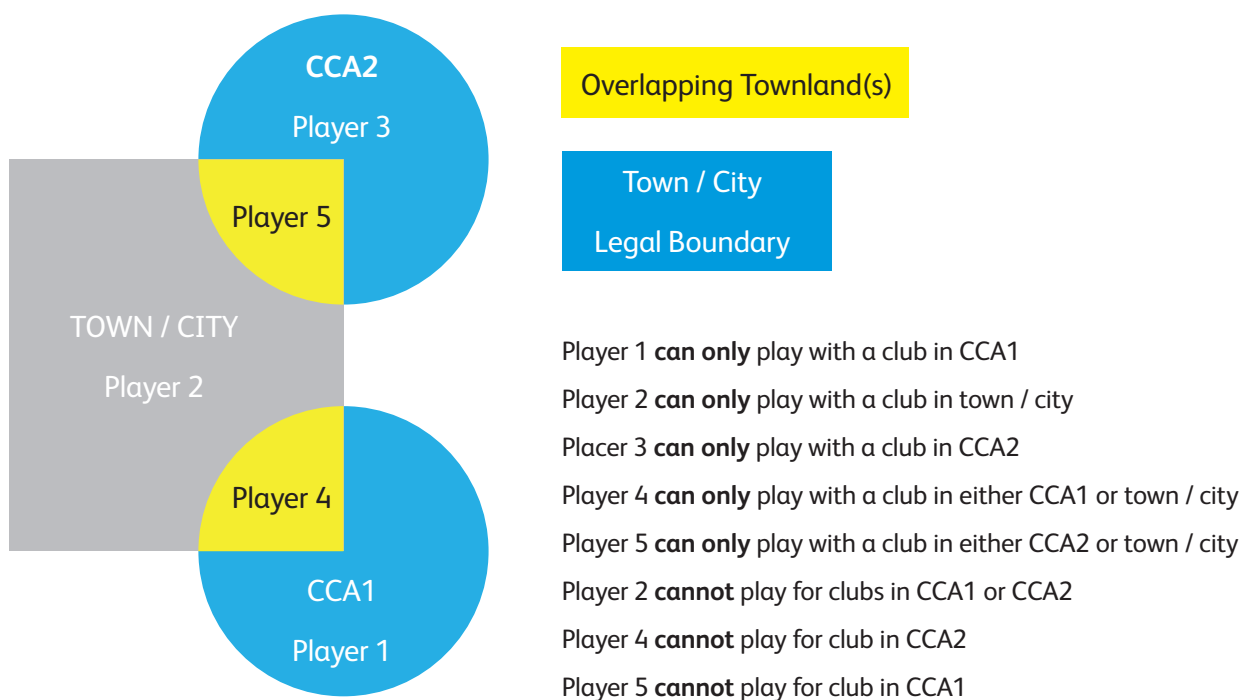 CCA2
Player 3
Player 5
TOWN / CITY
Player 2
Player 4
CCA1
Player 1
Overlapping Townland(s)
Town / City
Legal Boundary
Player 1 can only play with a club in CCA1
Player 2 can only play with a club in town / city
Placer 3 can only play with a club in CCA2
Player 4 can only play with a club in either CCA1 or town / city
Player 5 can only play with a club in either CCA2 or town / city
Player 2 cannot play for clubs in CCA1 or CCA2
Player 4 cannot play for club in CCA2
Player 5 cannot play for club in CCA1